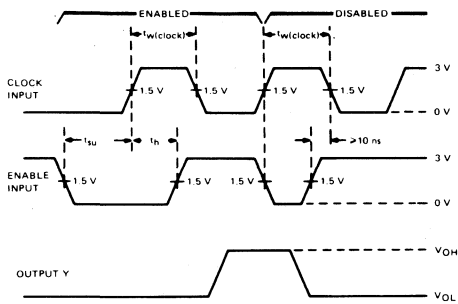 ENABLED DISABLED
tw(clock) tw(clock)
3 V
CLOCK
INPUT
1.5 V 1.5 V 1.5 V 1.5 V
0 V
tsu th ≥10 ns
3 V
ENABLE
INPUT
1.5 V 1.5 V 1.5 V 1.5 V
0 V
VOH
OUTPUT Y
VOL